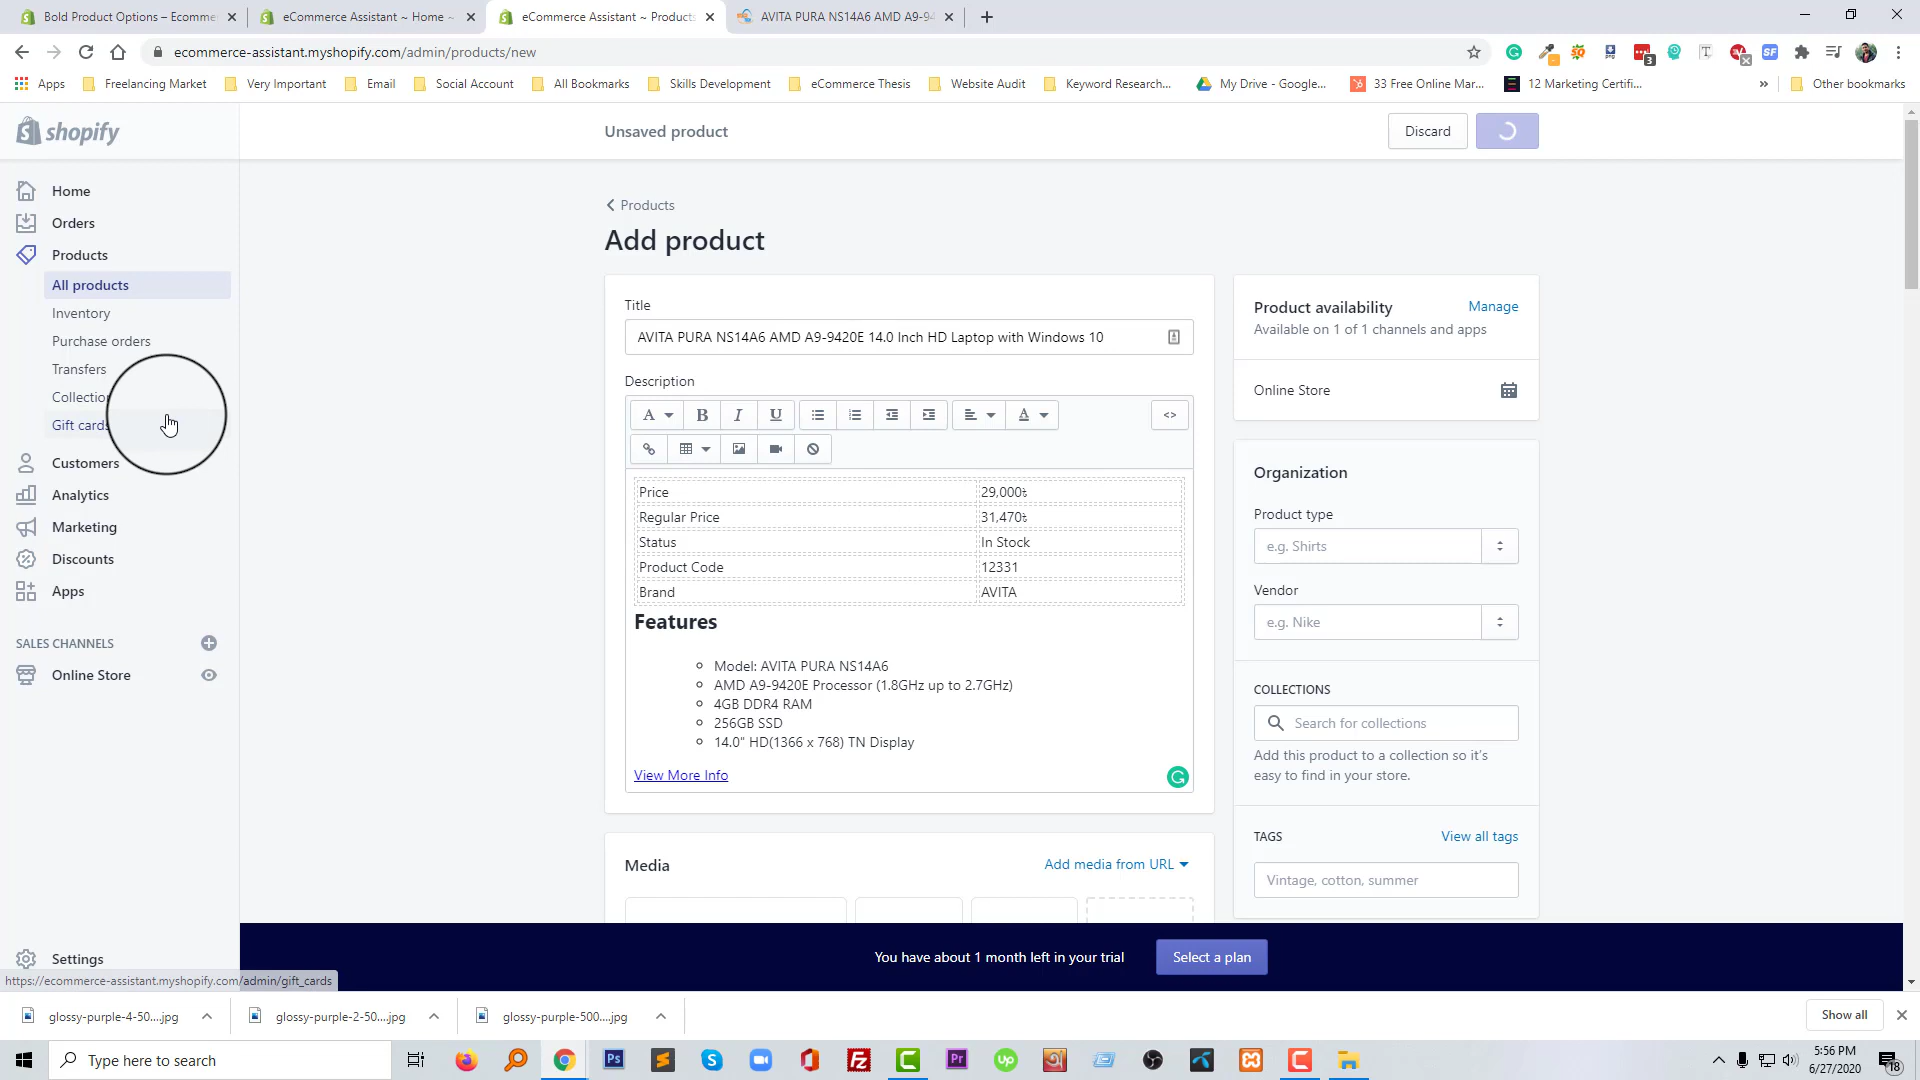 Bold Product Options – Ecomme
eCommerce Assistant ~ Home ~
eCommerce Assistant ~ Products
AVITA PURA NS14A6 AMD A9-94
ecommerce-assistant.myshopify.com/admin/products/new
Apps
Freelancing Market
Very Important
Email
Social Account
All Bookmarks
Skills Development
eCommerce Thesis
Website Audit
Keyword Research...
My Drive - Google...
33 Free Online Mar...
12 Marketing Certifi...
»
Other bookmarks
shopify
Unsaved product
Discard
Home
Orders
Products
All products
Inventory
Purchase orders
Transfers
Collection
Gift cards
Customers
Analytics
Marketing
Discounts
Apps
SALES CHANNELS
Online Store
Settings
Products
Add product
Title
AVITA PURA NS14A6 AMD A9-9420E 14.0 Inch HD Laptop with Windows 10
Description
A
B
I
U
A
<>
Price 29,000৳
Regular Price 31,470৳
Status In Stock
Product Code 12331
Brand AVITA
Features
Model: AVITA PURA NS14A6
AMD A9-9420E Processor (1.8GHz up to 2.7GHz)
4GB DDR4 RAM
256GB SSD
14.0" HD(1366 x 768) TN Display
View More Info
Media
Add media from URL
Product availability
Manage
Available on 1 of 1 channels and apps
Online Store
Organization
Product type
e.g. Shirts
Vendor
e.g. Nike
COLLECTIONS
Search for collections
Add this product to a collection so it's
easy to find in your store.
TAGS
View all tags
Vintage, cotton, summer
You have about 1 month left in your trial
Select a plan
https://ecommerce-assistant.myshopify.com/admin/gift_cards
glossy-purple-4-50....jpg
glossy-purple-2-50....jpg
glossy-purple-500....jpg
Show all
Type here to search
5:56 PM
6/27/2020
18